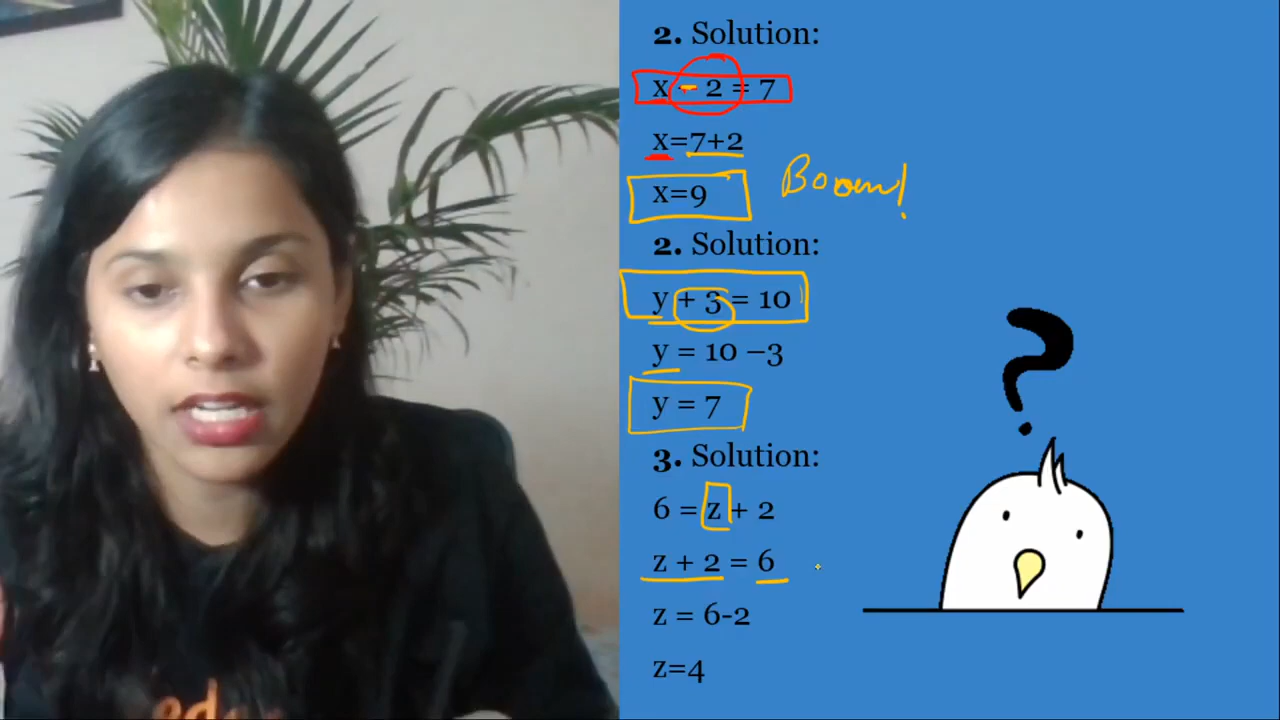 2. Solution:
x - 2 = 7
x=7+2
x=9
Boom!
2. Solution:
y + 3 = 10
y = 10 –3
y = 7
3. Solution:
6 = z + 2
z + 2 = 6
z = 6-2
z=4
?